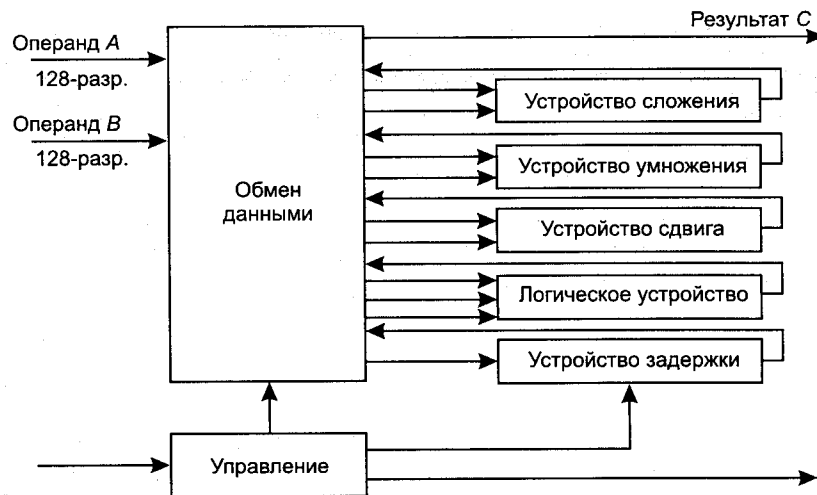 Операнд A
128-разр.
Операнд B
128-разр.
Обмен
данными
Результат C
Устройство сложения
Устройство умножения
Устройство сдвига
Логическое устройство
Устройство задержки
Управление